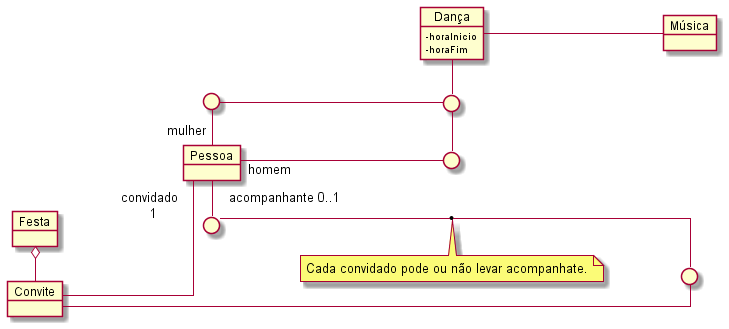 Dança
-horaInicio
-horaFim
Música
mulher
Pessoa
homem
convidado
1
acompanhante 0..1
Festa
Cada convidado pode ou não levar acompanhate.
Convite